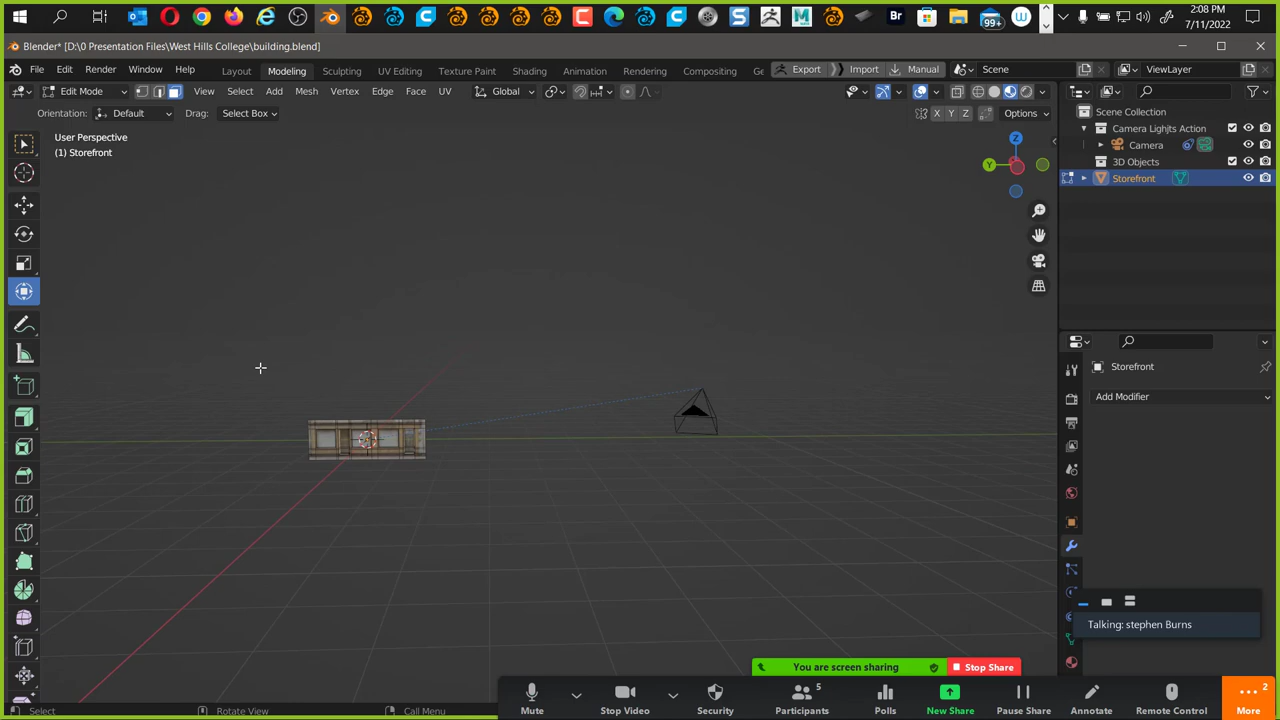 99+
2:08 PM
7/11/2022
Blender* [D:\0 Presentation Files\West Hills College\building.blend]
File Edit Render Window Help
Layout Modeling Sculpting UV Editing Texture Paint Shading Animation Rendering Compositing Ge
Export Import Manual
Scene
ViewLayer
Edit Mode
View Select Add Mesh Vertex Edge Face UV
Global
Orientation: Default
Drag: Select Box
X Y Z
Options
User Perspective
(1) Storefront
Z
Y
Scene Collection
Camera Lights Action
Camera
3D Objects
Storefront
Storefront
Add Modifier
Talking: stephen Burns
You are screen sharing
Stop Share
Select
Rotate View
Call Menu
Mute
Stop Video
Security
Participants
5
Polls
New Share
Pause Share
Annotate
Remote Control
More
2